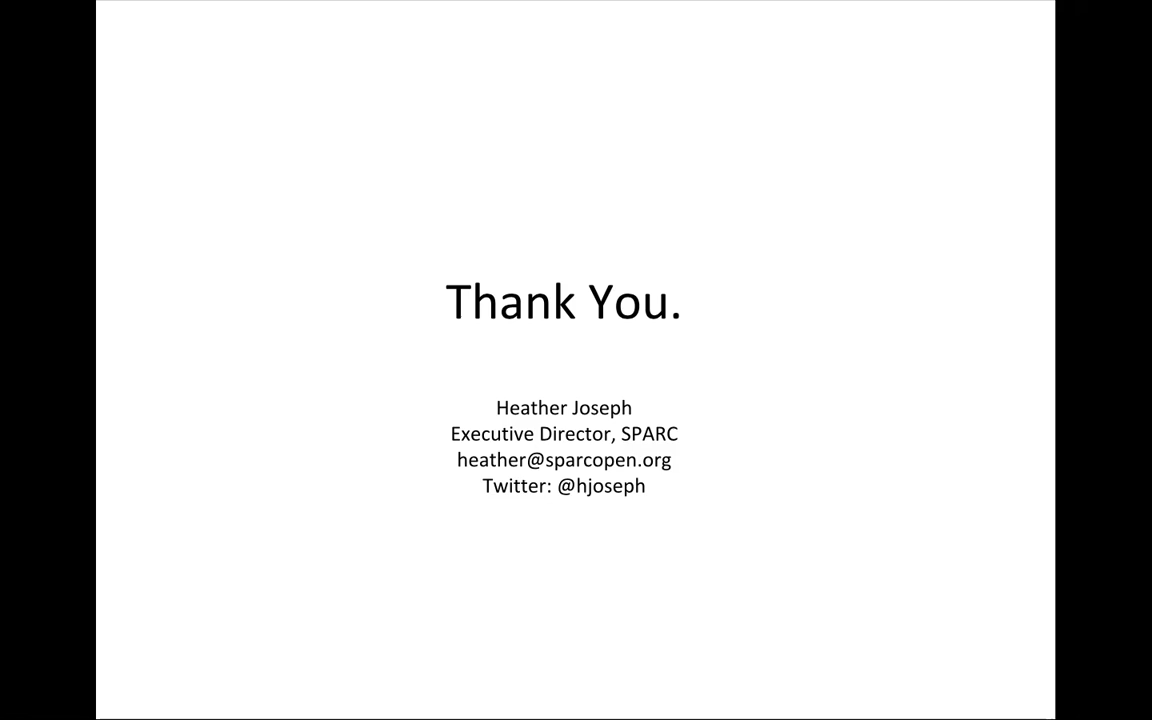 Thank You.
Heather Joseph
Executive Director, SPARC
heather@sparcopen.org
Twitter: @hjoseph